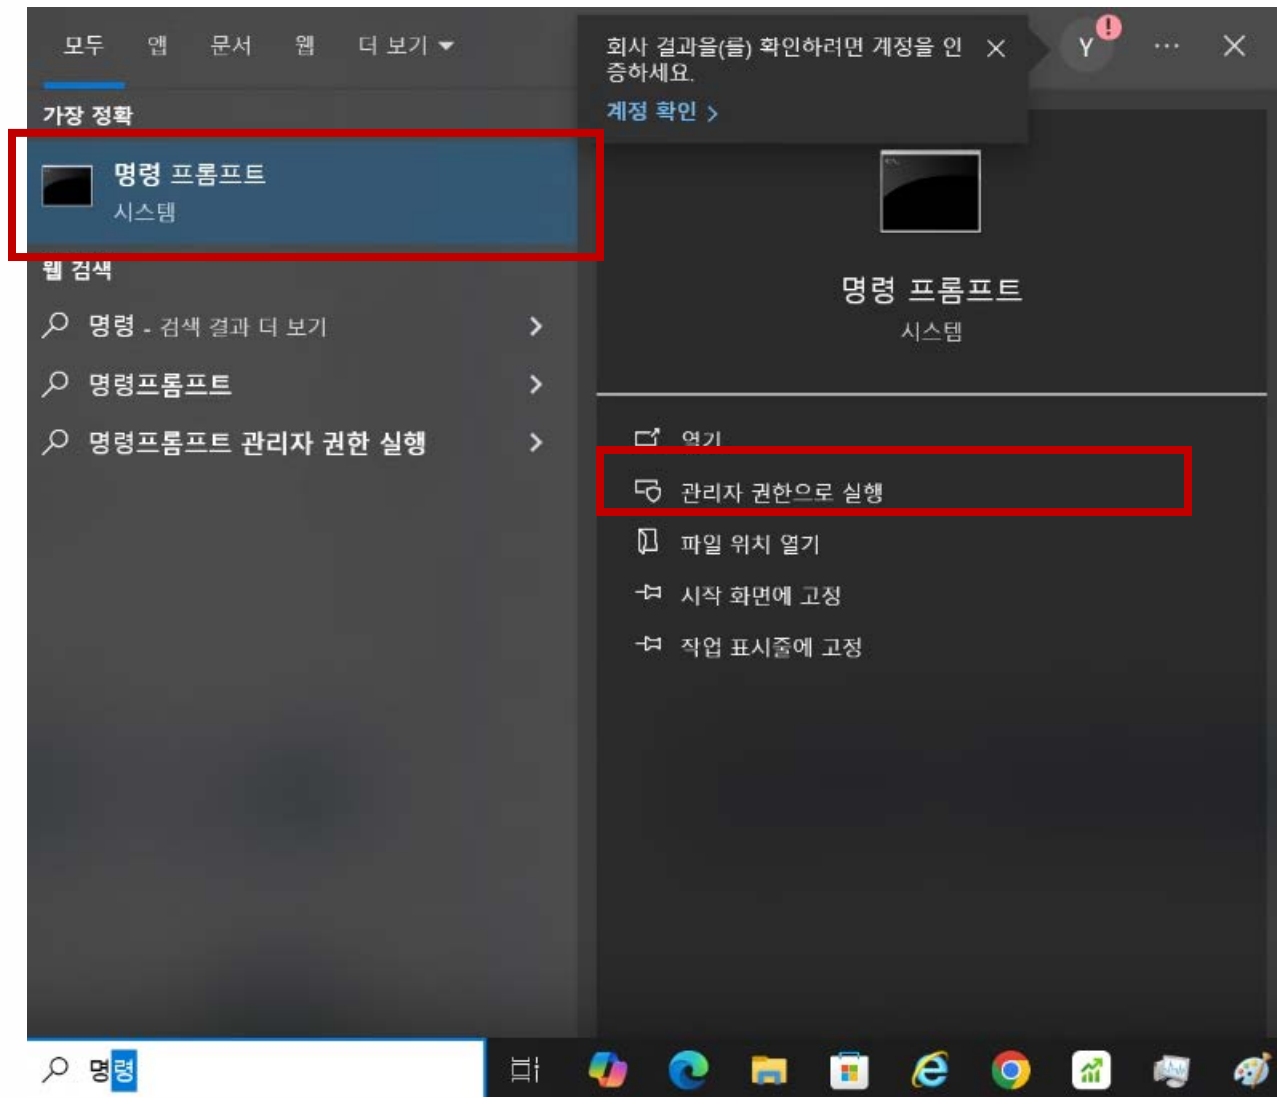 모두 앱 문서 웹 더 보기
회사 결과을(를) 확인하려면 계정을 인
증하세요.
계정 확인 >
Y
가장 정확
명령 프롬프트
시스템
웹 검색
명령 - 검색 결과 더 보기
명령프롬프트
명령프롬프트 관리자 권한 실행
명령 프롬프트
시스템
열기
관리자 권한으로 실행
파일 위치 열기
시작 화면에 고정
작업 표시줄에 고정
명령